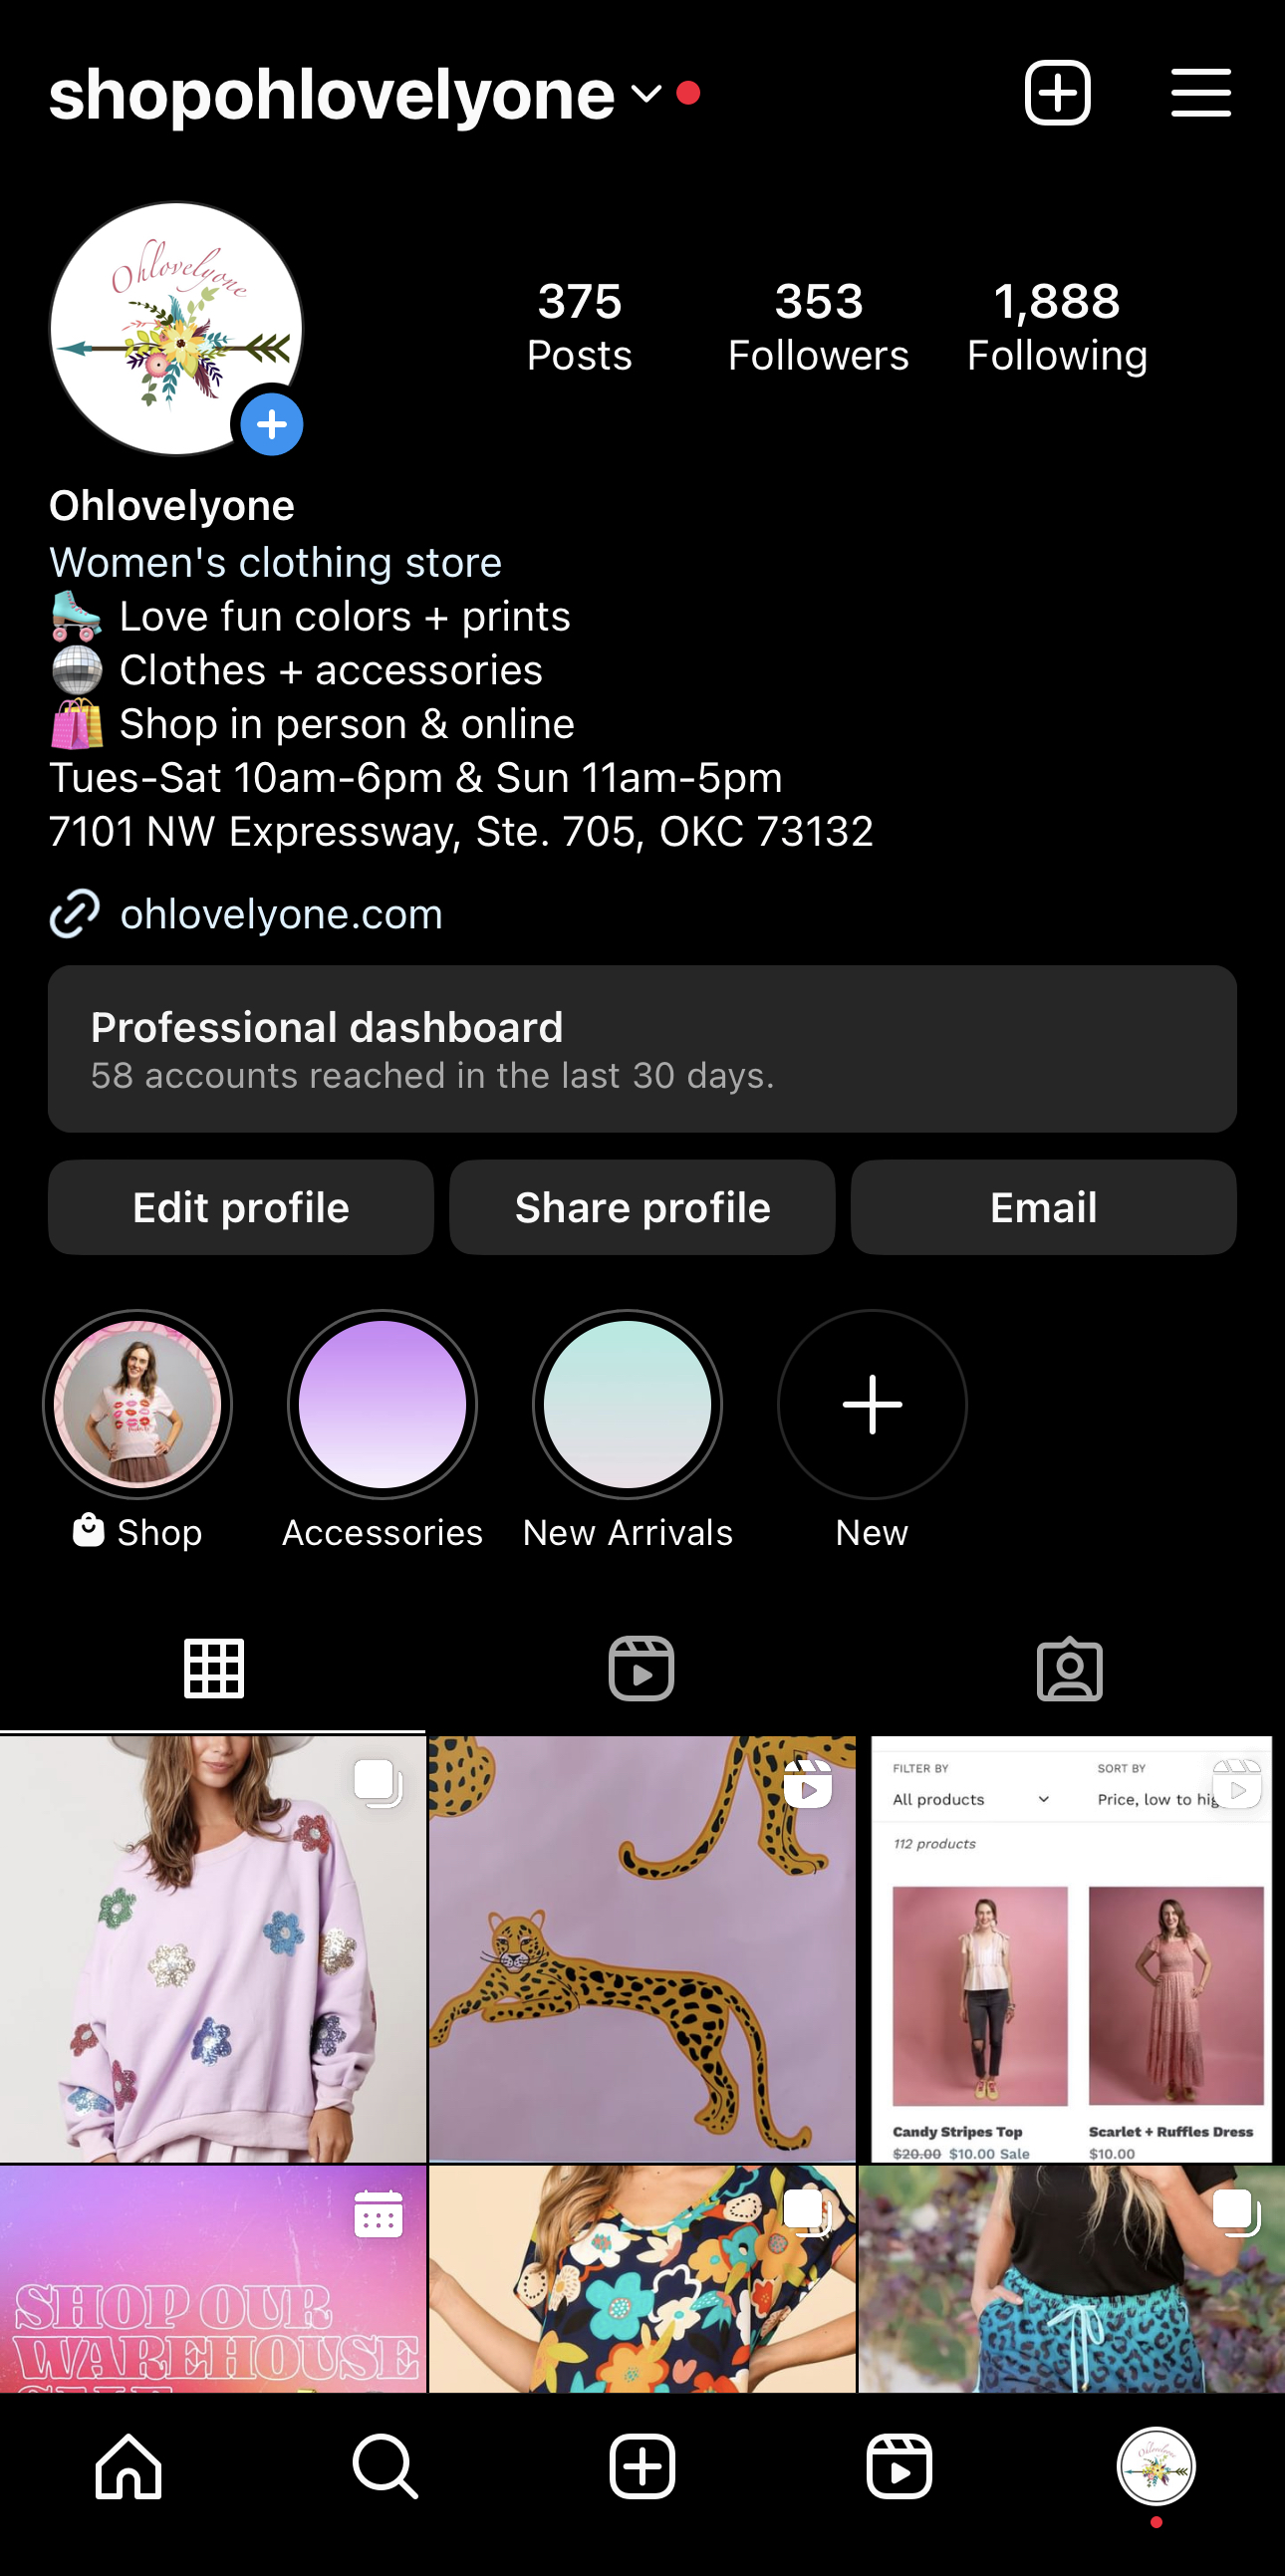 shopohlovelyone
Ohlovelyone
375
Posts
353
Followers
1,888
Following
Ohlovelyone
Women's clothing store
🛼 Love fun colors + prints
🪩 Clothes + accessories
🛍️ Shop in person & online
Tues-Sat 10am-6pm & Sun 11am-5pm
7101 NW Expressway, Ste. 705, OKC 73132
ohlovelyone.com
Professional dashboard
58 accounts reached in the last 30 days.
Edit profile
Share profile
Email
Shop
Accessories
New Arrivals
New
FILTER BY
SORT BY
All products
Price, low to hig
112 products
Candy Stripes Top
Scarlet + Ruffles Dress
$20.00 $10.00 Sale
$10.00
SHOP OUR
WAREHOUSE